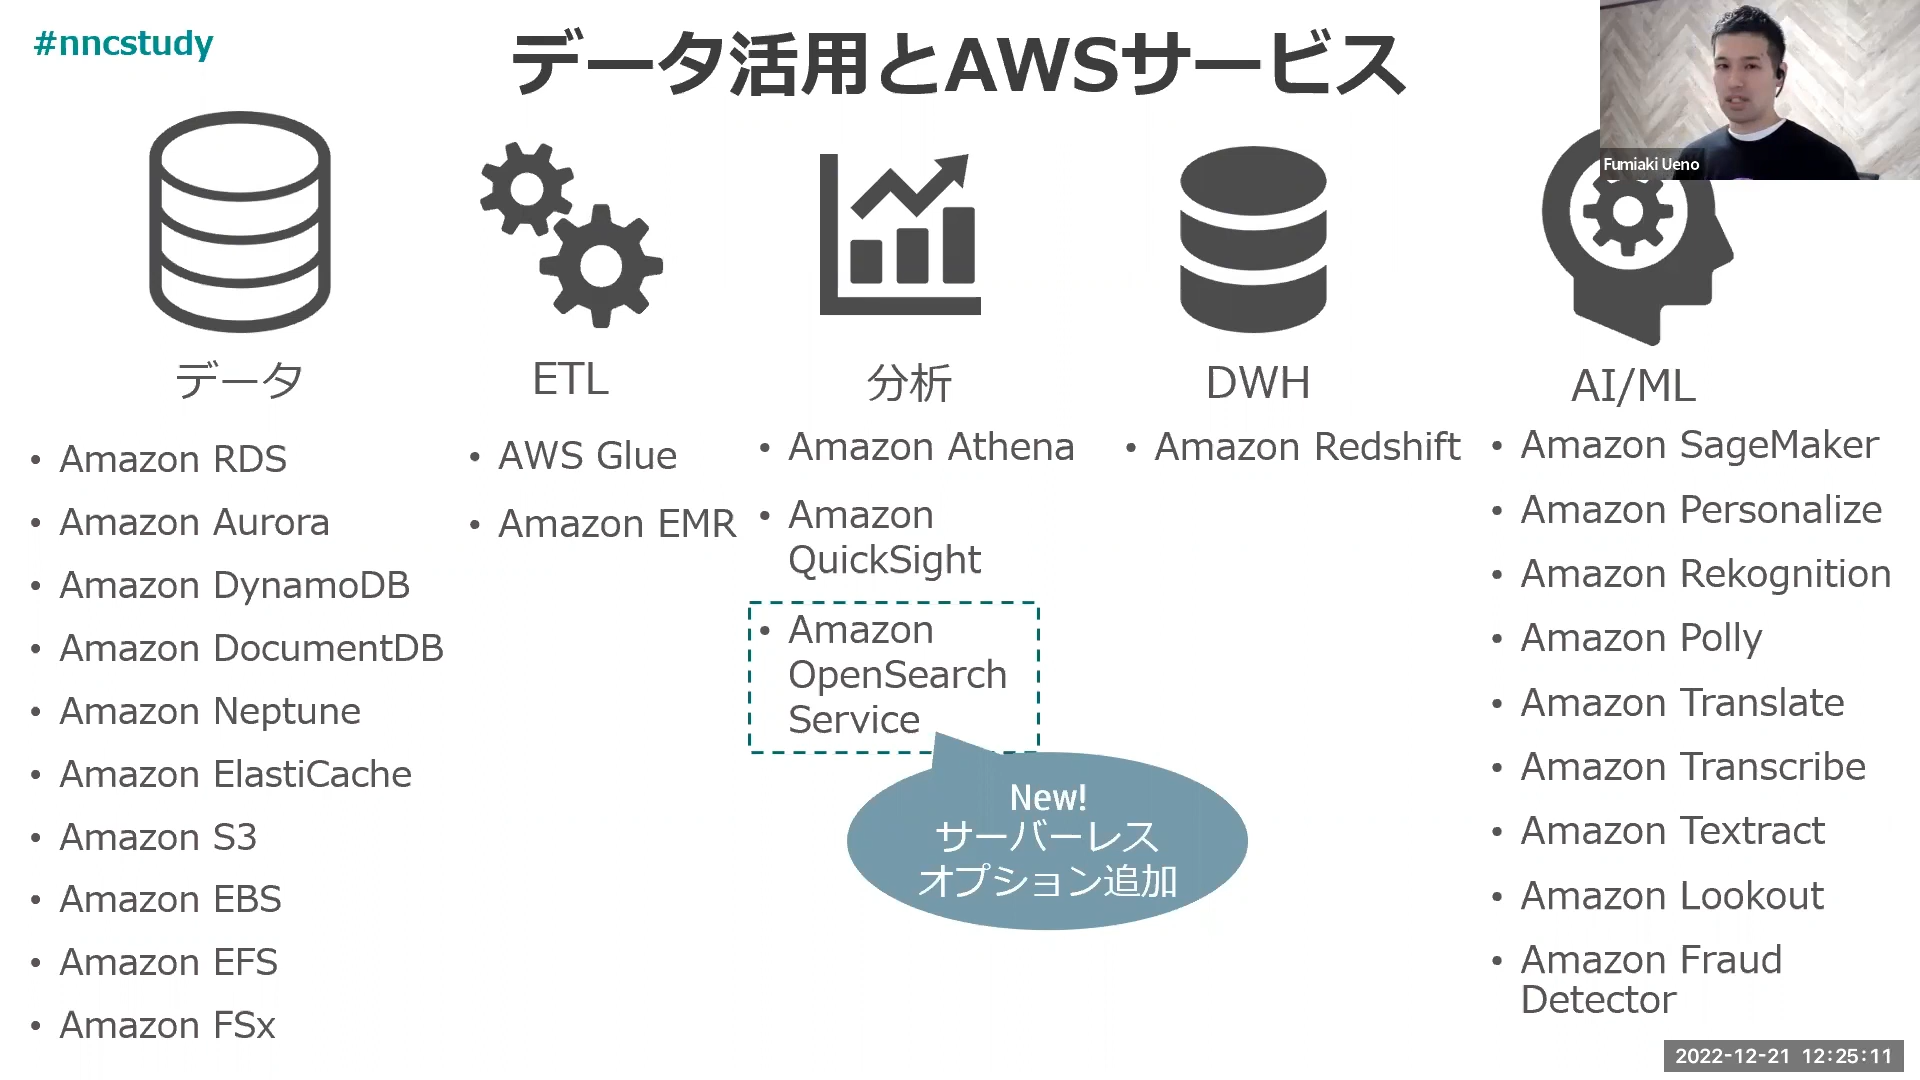 #nncstudy
データ活用とAWSサービス
Fumiaki Ueno
データ
• Amazon RDS
• Amazon Aurora
• Amazon DynamoDB
• Amazon DocumentDB
• Amazon Neptune
• Amazon ElastiCache
• Amazon S3
• Amazon EBS
• Amazon EFS
• Amazon FSx
ETL
• AWS Glue
• Amazon EMR
分析
• Amazon Athena
• Amazon
QuickSight
• Amazon
OpenSearch
Service
New!
サーバーレス
オプション追加
DWH
• Amazon Redshift
AI/ML
• Amazon SageMaker
• Amazon Personalize
• Amazon Rekognition
• Amazon Polly
• Amazon Translate
• Amazon Transcribe
• Amazon Textract
• Amazon Lookout
• Amazon Fraud
Detector
2022-12-21 12:25:11